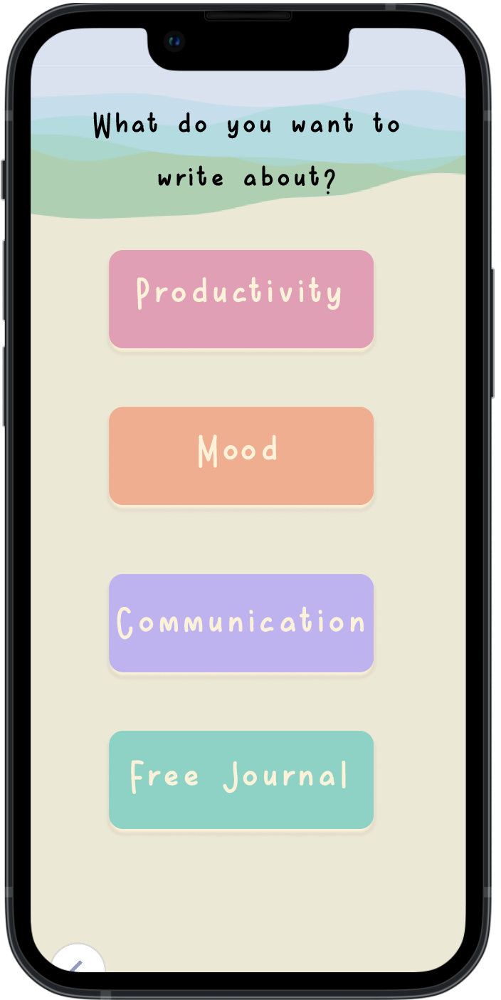 What do you want to
write about?
Productivity
Mood
Communication
Free Journal